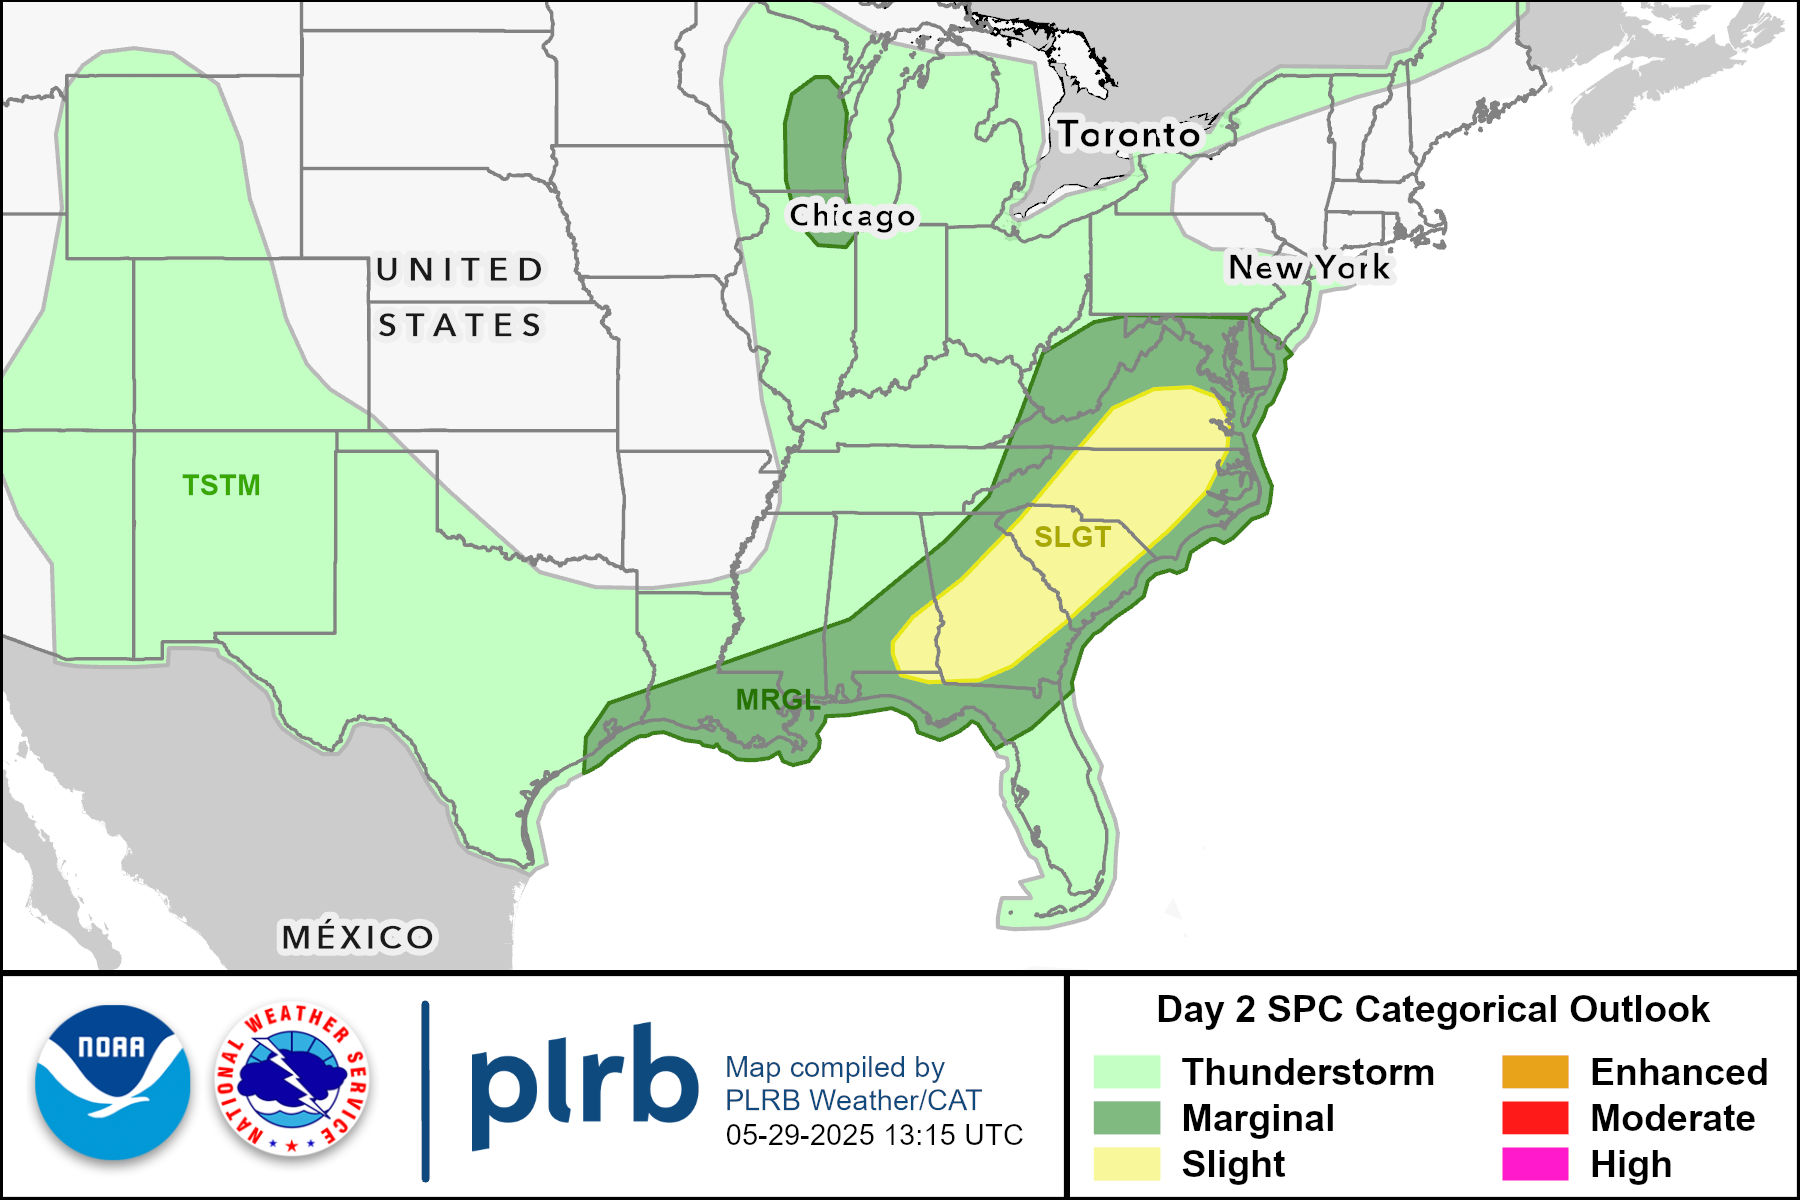 Toronto
Chicago
New York
UNITED
STATES
TSTM
SLGT
MRGL
MÉXICO
NOAA
NATIONAL WEATHER SERVICE
plrb
Map compiled by
PLRB Weather/CAT
05-29-2025 13:15 UTC
Day 2 SPC Categorical Outlook
Thunderstorm
Marginal
Slight
Enhanced
Moderate
High